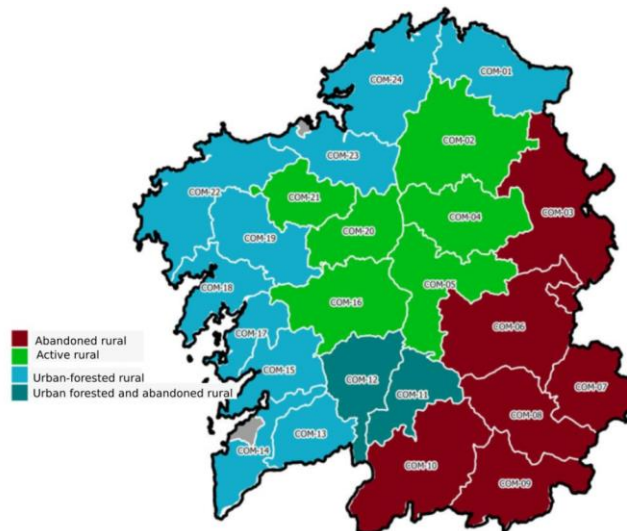 COM-24
COM-01
COM-02
COM-23
COM-22
COM-21
COM-03
COM-04
COM-20
COM-19
COM-05
COM-18
COM-16
COM-06
COM-17
Abandoned rural
Active rural
Urban-forested rural
Urban forested and abandoned rural
COM-15
COM-12
COM-11
COM-07
COM-08
COM-13
COM-14
COM-10
COM-09